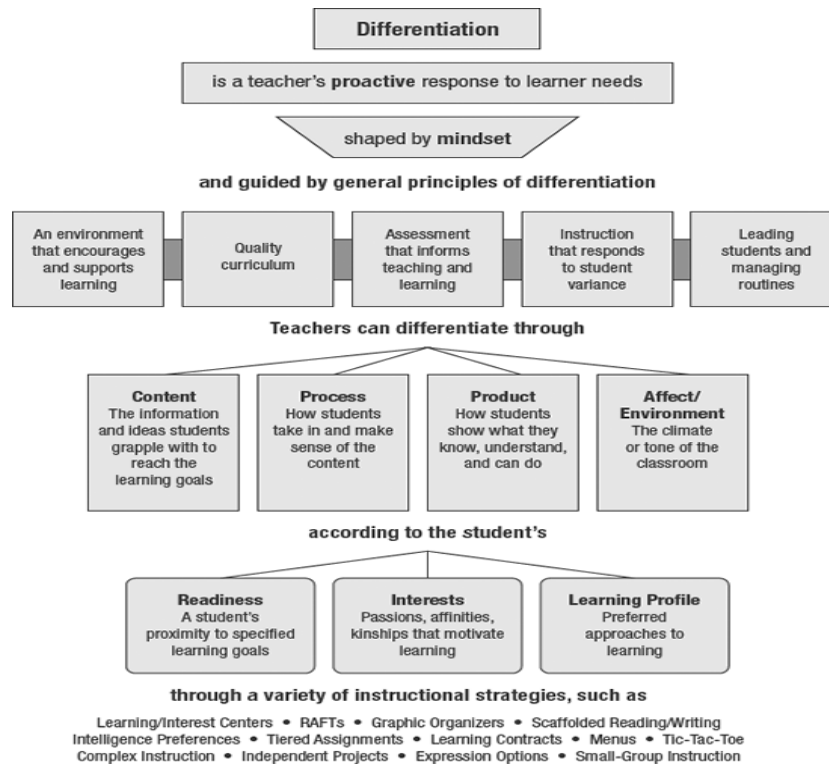 Differentiation
is a teacher's proactive response to learner needs
shaped by mindset
and guided by general principles of differentiation
An environment
that encourages
and supports
learning
Quality
curriculum
Assessment
that informs
teaching and
learning
Instruction
that responds
to student
variance
Leading
students and
managing
routines
Teachers can differentiate through
Content
The information
and ideas students
grapple with to
reach the
learning goals
Process
How students
take in and make
sense of the
content
Product
How students
show what they
know, understand,
and can do
Affect/
Environment
The climate
or tone of the
classroom
according to the student's
Readiness
A student's
proximity to specified
learning goals
Interests
Passions, affinities,
kinships that motivate
learning
Learning Profile
Preferred
approaches to
learning
through a variety of instructional strategies, such as
Learning/Interest Centers • RAFTs • Graphic Organizers • Scaffolded Reading/Writing
Intelligence Preferences • Tiered Assignments • Learning Contracts • Menus • Tic-Tac-Toe
Complex Instruction • Independent Projects • Expression Options • Small-Group Instruction